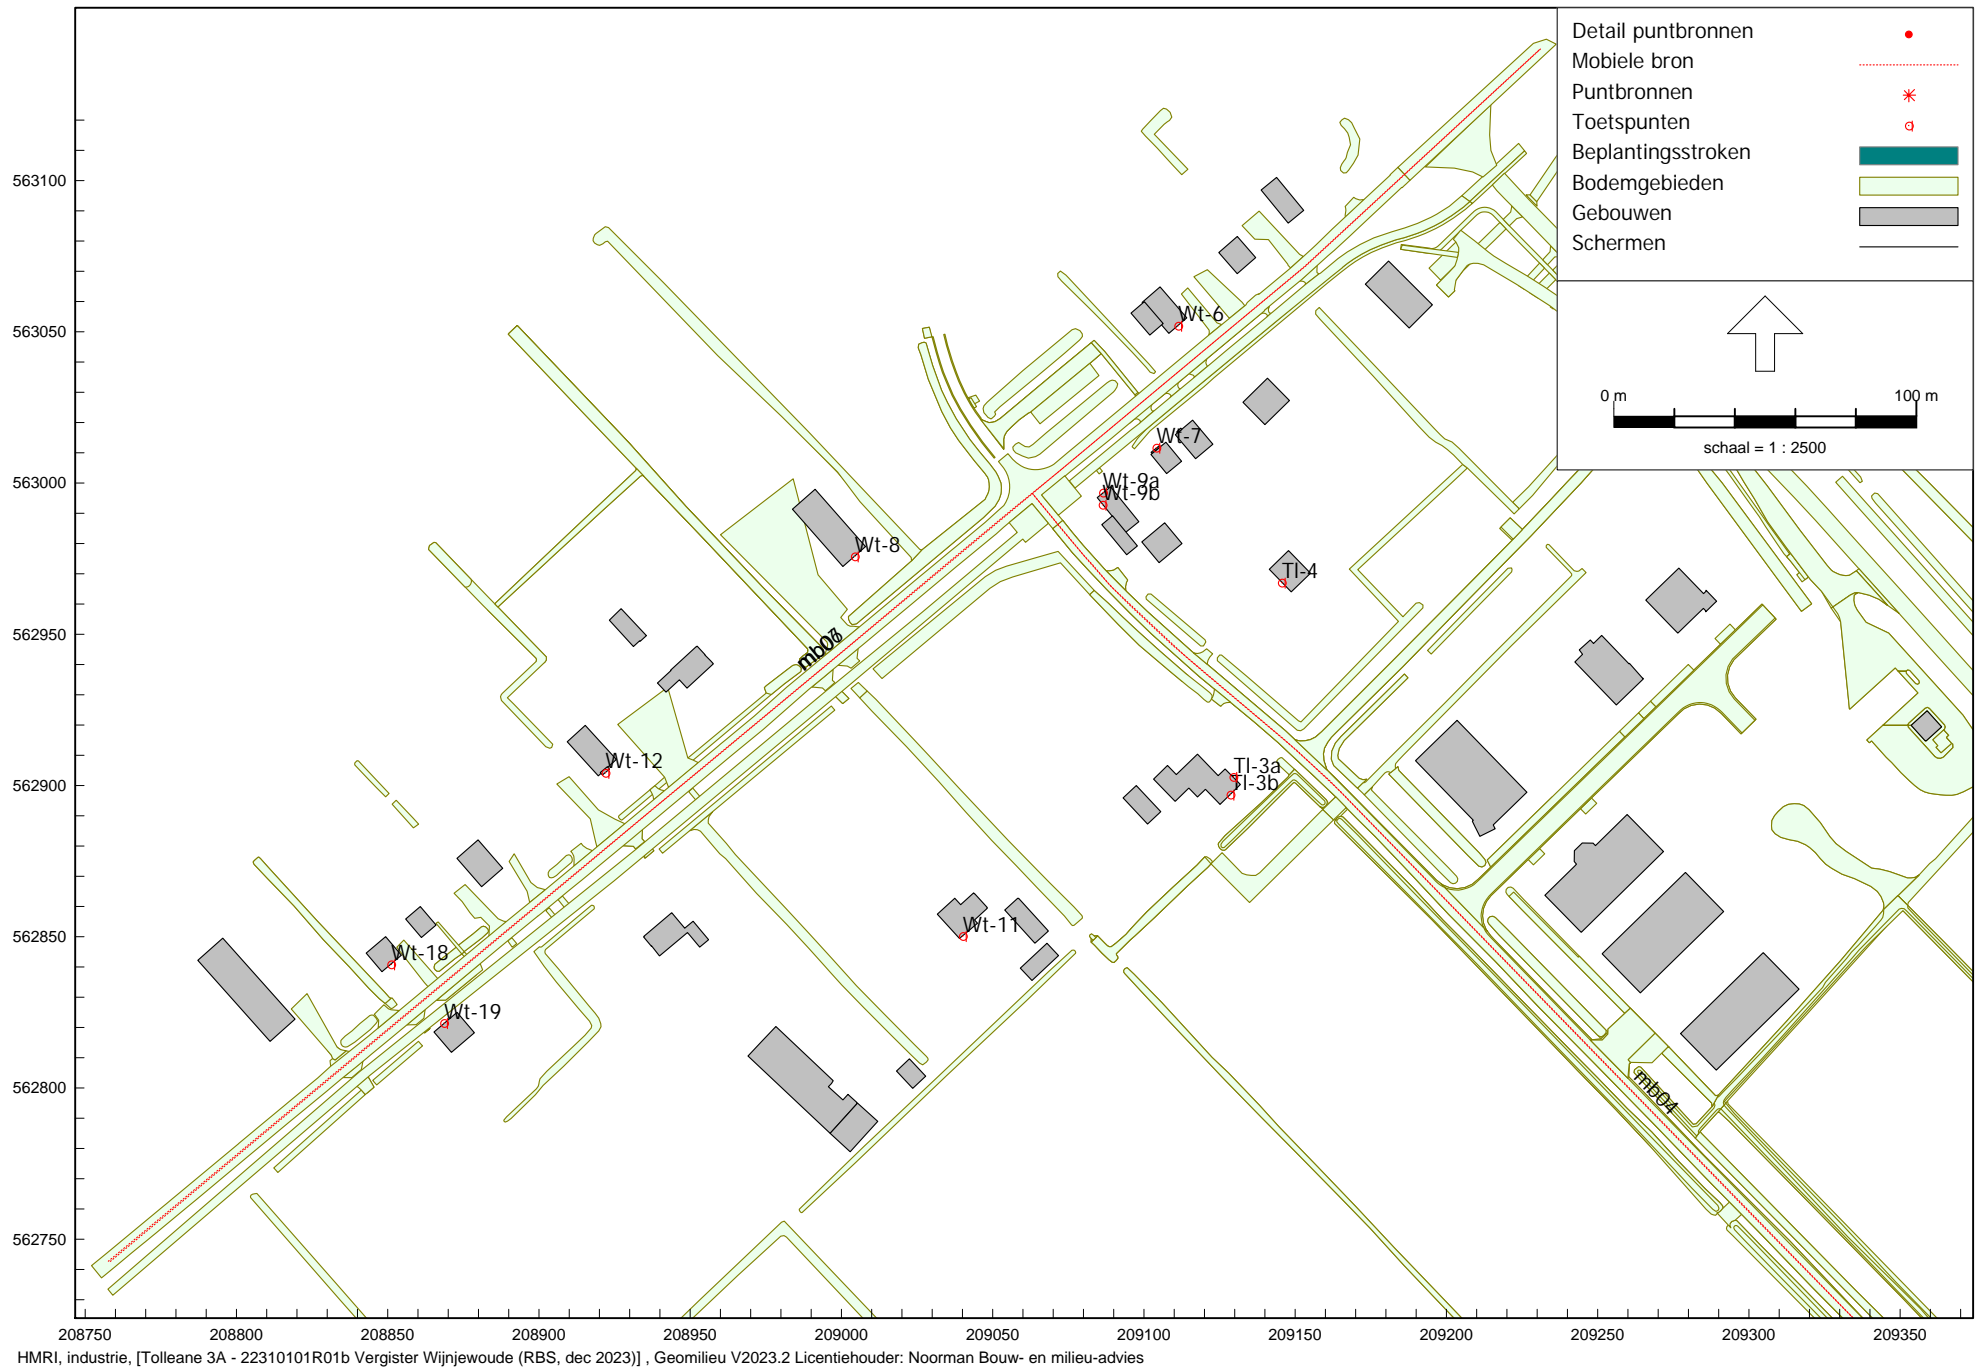 Detail puntbronnen
Mobiele bron
Puntbronnen
Toetspunten
Beplantingsstroken
Bodemgebieden
Gebouwen
Schermen
0 m
100 m
schaal = 1 : 2500
563100
563050
563000
562950
562900
562850
562800
562750
Wt-6
Wt-7
Wt-9a
Wt-9b
Wt-8
Tl-4
Wt-12
Tl-3a
Tl-3b
Wt-11
Wt-18
Wt-19
mb04
208750
208800
208850
208900
208950
209000
209050
209100
209150
209200
209250
209300
209350
HMRI, industrie, [Tolleane 3A - 22310101R01b Vergister Wijnjewoude (RBS, dec 2023)] , Geomilieu V2023.2 Licentiehouder: Noorman Bouw- en milieu-advies